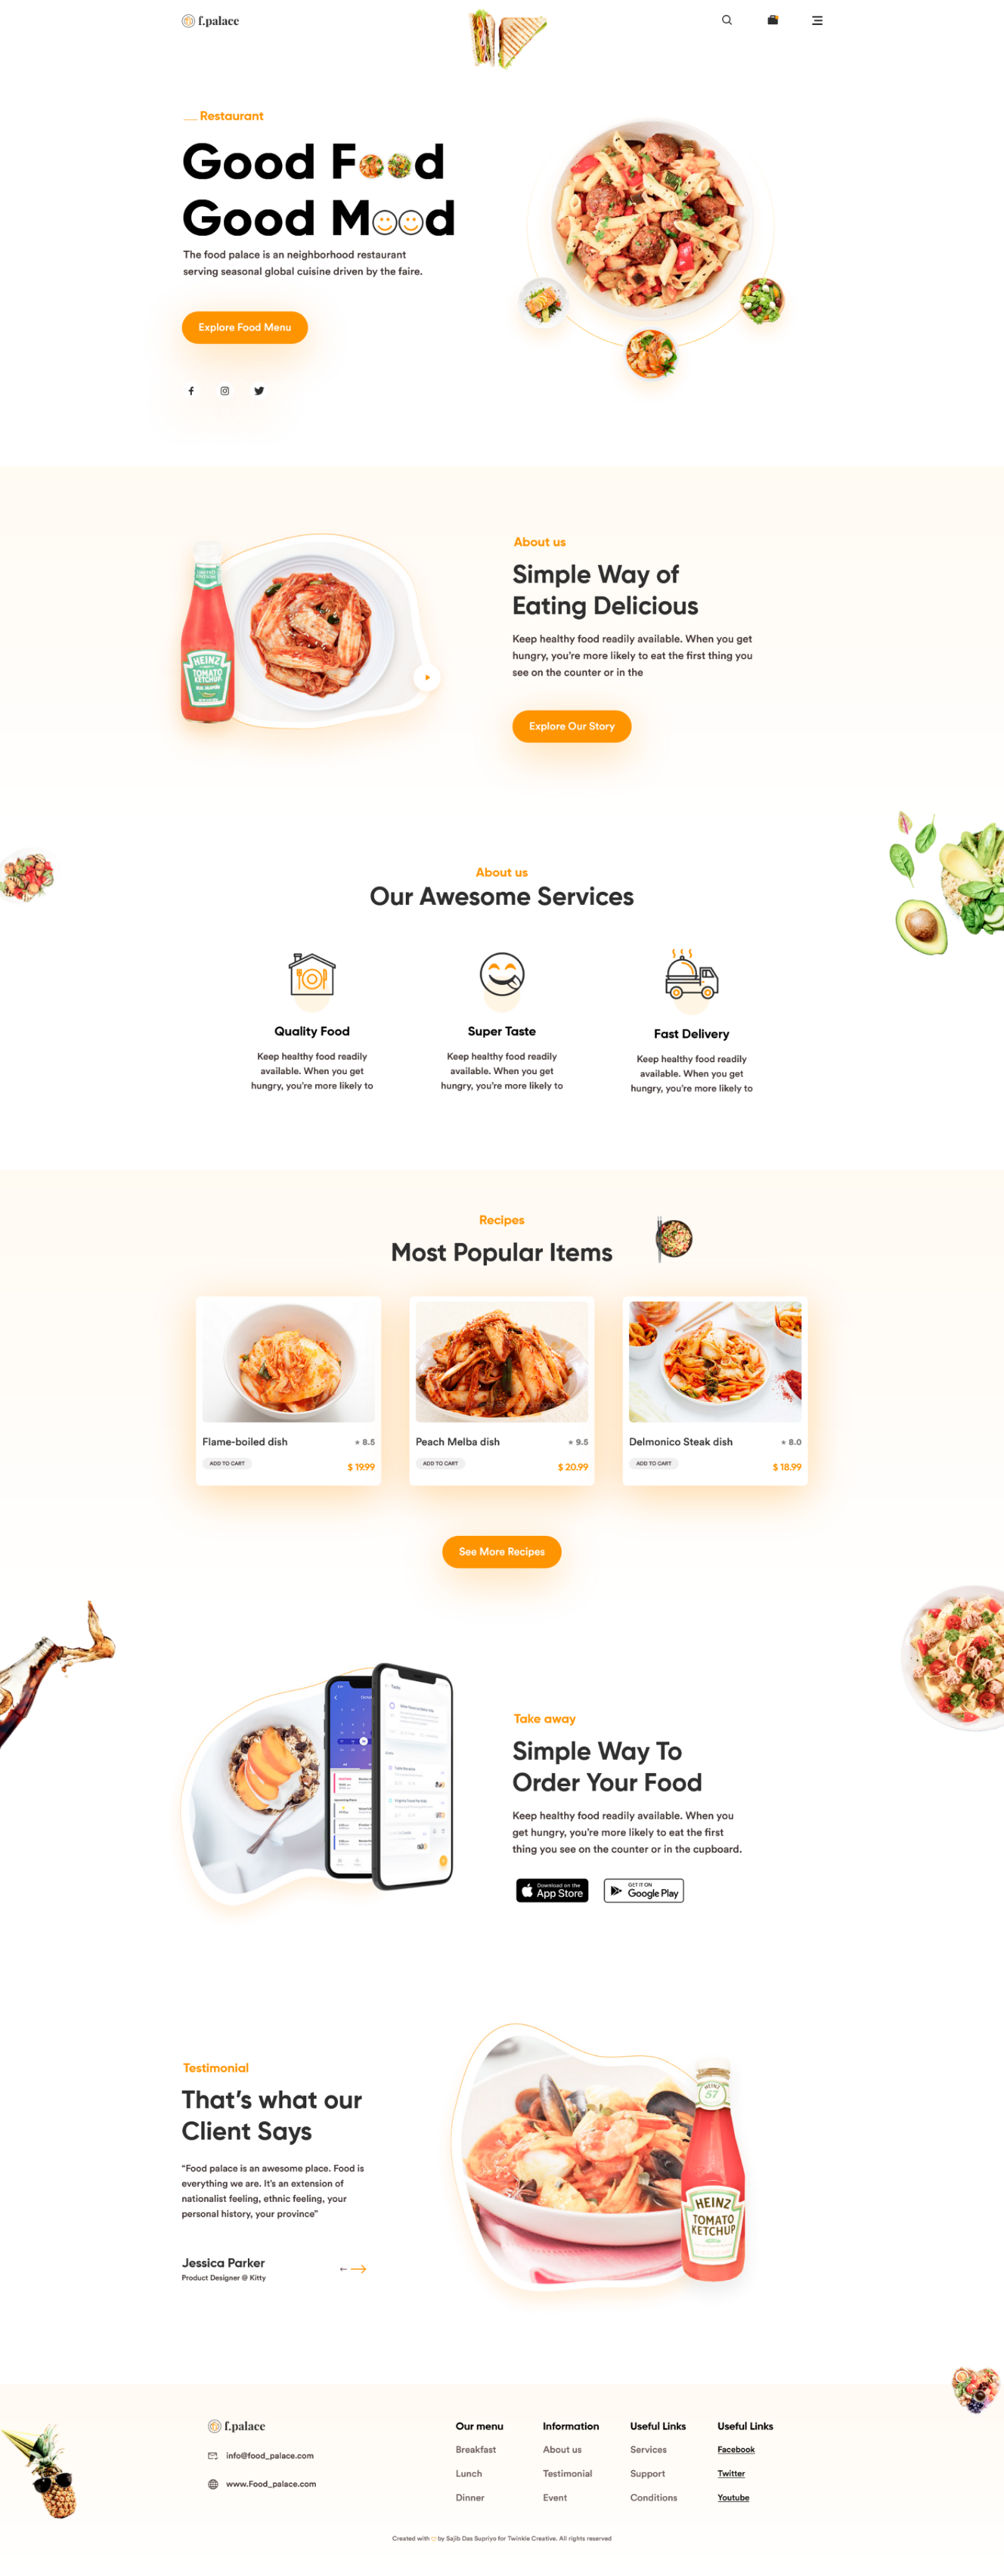 f.palace
Restaurant
Good Food
Good Mood
The food palace is an neighborhood restaurant
serving seasonal global cuisine driven by the faire.
Explore Food Menu
HEINZ
TOMATO
KETCHUP
About us
Simple Way of
Eating Delicious
Keep healthy food readily available. When you get
hungry, you're more likely to eat the first thing you
see on the counter or in the
Explore Our Story
About us
Our Awesome Services
Quality Food
Keep healthy food readily
available. When you get
hungry, you're more likely to
Super Taste
Keep healthy food readily
available. When you get
hungry, you're more likely to
Fast Delivery
Keep healthy food readily
available. When you get
hungry, you're more likely to
Recipes
Most Popular Items
Flame-boiled dish
★ 8.5
ADD TO CART
$ 19.99
Peach Melba dish
★ 9.5
ADD TO CART
$ 20.99
Delmonico Steak dish
★ 8.0
ADD TO CART
$ 18.99
See More Recipes
Take away
Simple Way To
Order Your Food
Keep healthy food readily available. When you
get hungry, you're more likely to eat the first
thing you see on the counter or in the cupboard.
Download on the
App Store
GET IT ON
Google Play
Testimonial
That's what our
Client Says
"Food palace is an awesome place. Food is
everything we are. It's an extension of
nationalist feeling, ethnic feeling, your
personal history, your province"
Jessica Parker
Product Designer @ Kitty
HEINZ
57
HEINZ
TOMATO
KETCHUP
f.palace
info@food_palace.com
www.Food_palace.com
Our menu
Breakfast
Lunch
Dinner
Information
About us
Testimonial
Event
Useful Links
Services
Support
Conditions
Useful Links
Facebook
Twitter
Youtube
Created with ♡ by Sajib Das Supriyo for Twinkle Creative. All rights reserved